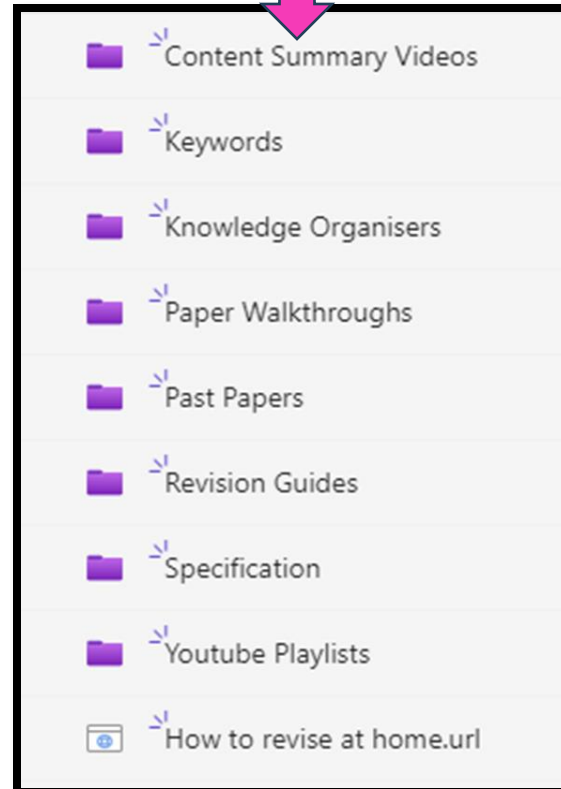 Content Summary Videos
Keywords
Knowledge Organisers
Paper Walkthroughs
Past Papers
Revision Guides
Specification
Youtube Playlists
How to revise at home.url